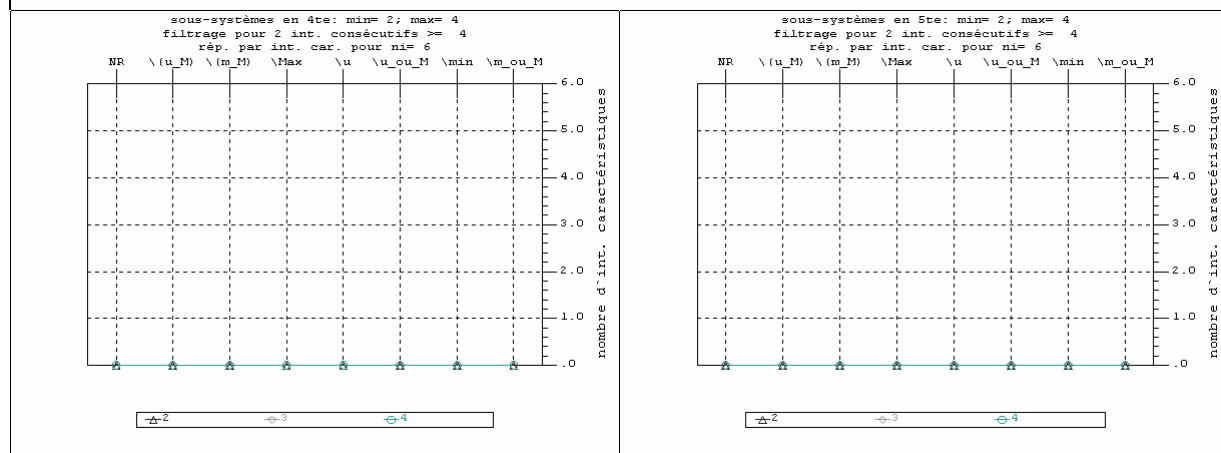 sous-systèmes en 4te: min= 2; max= 4
filtrage pour 2 int. consécutifs >= 4
rép. par int. car. pour ni= 6
NR \(u_M) \(m_M) \Max \u \u_ou_M \min \m_ou_M
6.0
5.0
4.0
3.0
2.0
1.0
.0
nombre d`int. caractéristiques
2 3 4
sous-systèmes en 5te: min= 2; max= 4
filtrage pour 2 int. consécutifs >= 4
rép. par int. car. pour ni= 6
NR \(u_M) \(m_M) \Max \u \u_ou_M \min \m_ou_M
6.0
5.0
4.0
3.0
2.0
1.0
.0
nombre d`int. caractéristiques
2 3 4